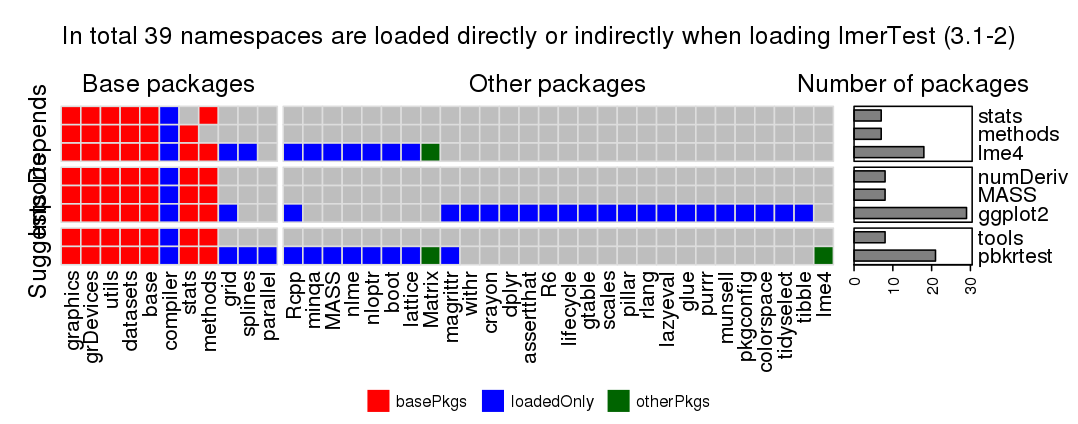 In total 39 namespaces are loaded directly or indirectly when loading lmerTest (3.1-2)
Base packages
Other packages
Number of packages
Depends
Imports
Suggests
stats
methods
lme4
numDeriv
MASS
ggplot2
tools
pbkrtest
0
10
20
30
graphics
grDevices
utils
datasets
base
compiler
stats
methods
grid
splines
parallel
Rcpp
minqa
MASS
nlme
nloptr
boot
lattice
Matrix
magrittr
withr
crayon
dplyr
assertthat
R6
lifecycle
gtable
scales
pillar
rlang
lazyeval
glue
purrr
munsell
pkgconfig
colorspace
tidyselect
tibble
lme4
basePkgs
loadedOnly
otherPkgs